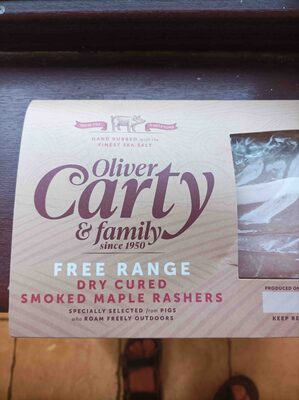 HAND RUBBED with the
FINEST SEA SALT
Oliver
Carty
& family
since 1950
FREE RANGE
DRY CURED
SMOKED MAPLE RASHERS
SPECIALLY SELECTED from PIGS
who ROAM FREELY OUTDOORS
PRODUCED ON
KEEP RE